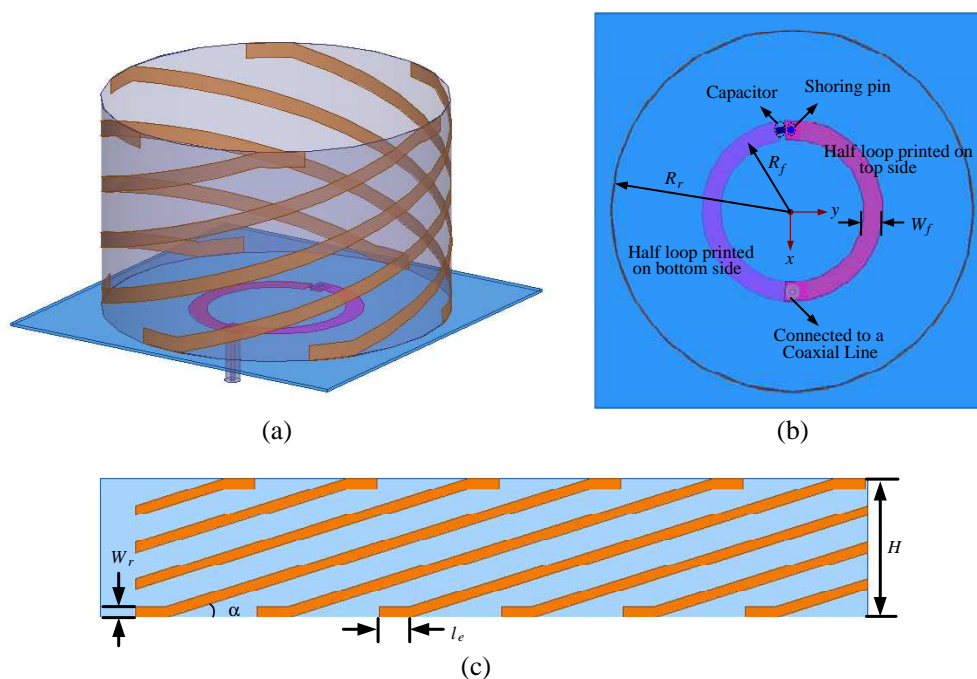 Capacitor
Shoring pin
Half loop printed on
top side
R_f
R_r
y
W_f
x
Half loop printed
on bottom side
Connected to a
Coaxial Line
(a)
(b)
W_r
α
H
l_e
(c)